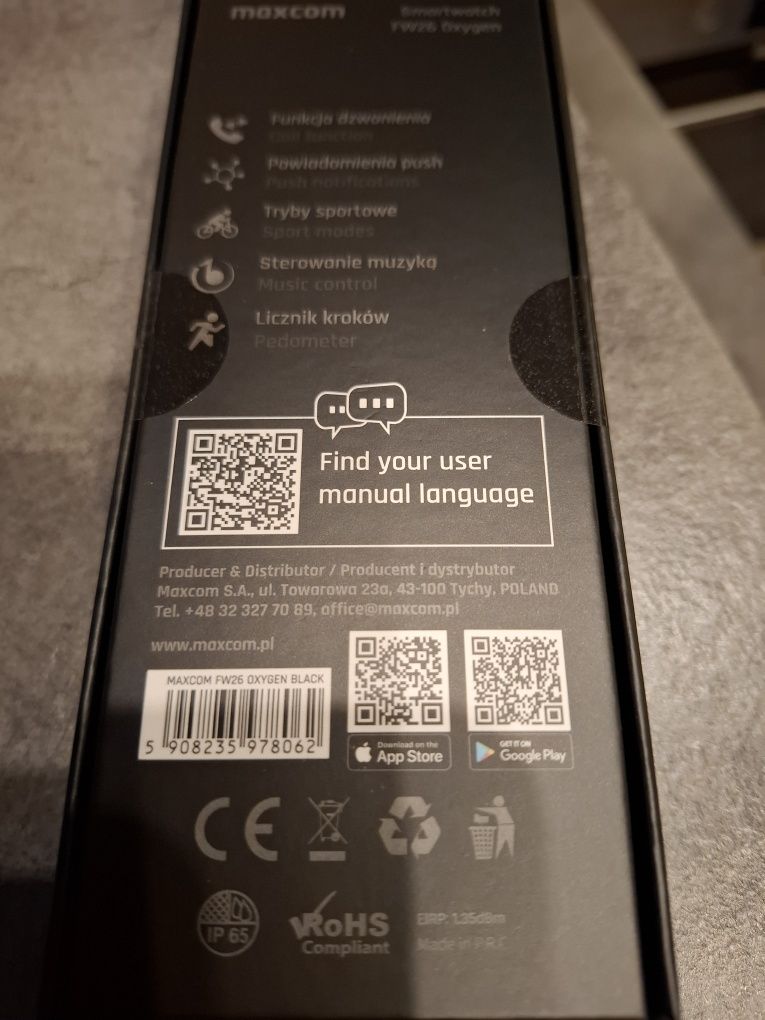 maxcom
Smartwatch
FW26 Oxygen
Funkcja dzwonienia
Call function
Powiadomienia push
Push notifications
Tryby sportowe
Sport modes
Sterowanie muzyką
Music control
Licznik kroków
Pedometer
Find your user
manual language
Producer & Distributor / Producent i dystrybutor
Maxcom S.A., ul. Towarowa 23a, 43-100 Tychy, POLAND
Tel. +48 32 327 70 89, office@maxcom.pl
www.maxcom.pl
MAXCOM FW26 OXYGEN BLACK
5 908235 978062
Download on the
App Store
GET IT ON
Google Play
CE
IP 65
RoHS
Compliant
EIRP: 1.35dBm
Made in P.R.C